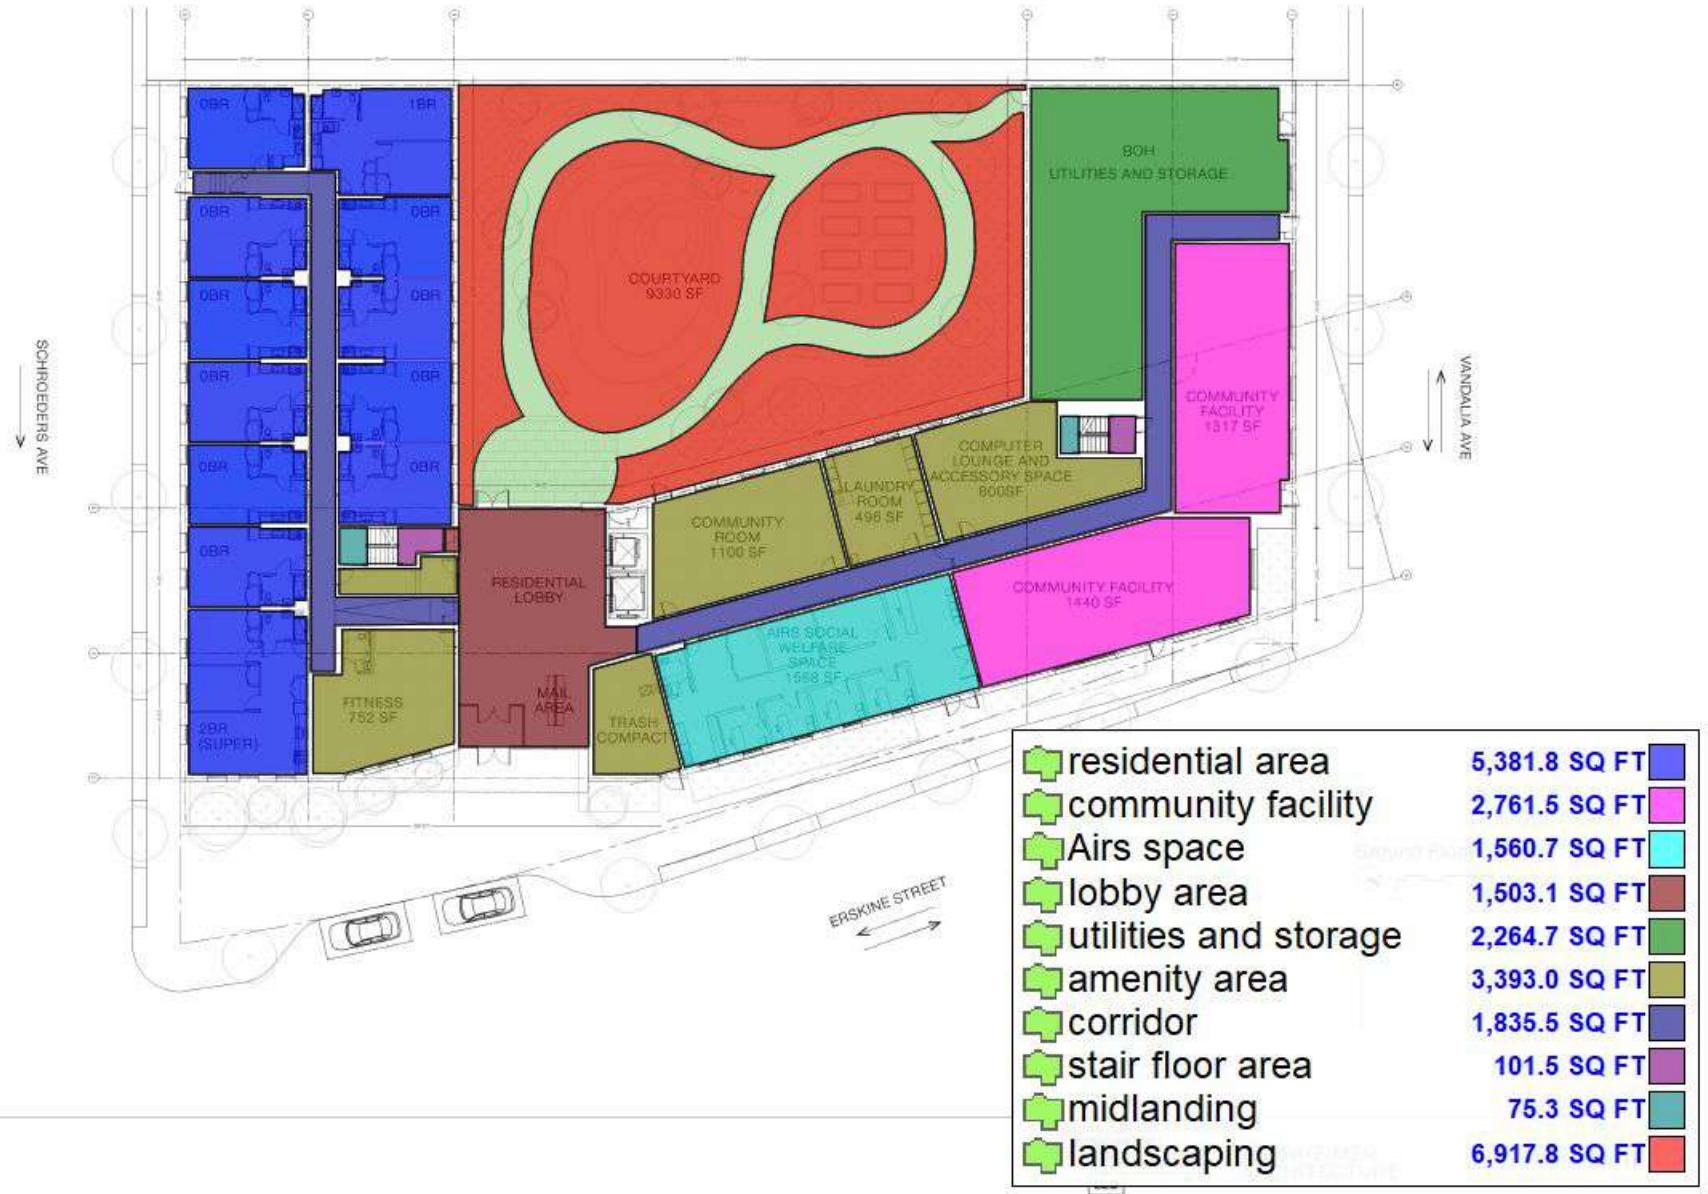 0BR
1BR
0BR
0BR
0BR
0BR
0BR
0BR
0BR
0BR
0BR
2BR
(SUPER)
COURTYARD
9330 SF
BOH
UTILITIES AND STORAGE
COMMUNITY
FACILITY
1317 SF
COMPUTER
LOUNGE AND
ACCESSORY SPACE
800SF
LAUNDRY
ROOM
496 SF
COMMUNITY
ROOM
1100 SF
RESIDENTIAL
LOBBY
COMMUNITY FACILITY
1440 SF
AIRS SOCIAL
WELFARE
SPACE
1568 SF
MAIL
AREA
FITNESS
752 SF
TRASH
COMPACT
SCHROEDERS AVE
VANDALIA AVE
ERSKINE STREET
residential area 5,381.8 SQ FT
community facility 2,761.5 SQ FT
Airs space 1,560.7 SQ FT
lobby area 1,503.1 SQ FT
utilities and storage 2,264.7 SQ FT
amenity area 3,393.0 SQ FT
corridor 1,835.5 SQ FT
stair floor area 101.5 SQ FT
midlanding 75.3 SQ FT
landscaping 6,917.8 SQ FT